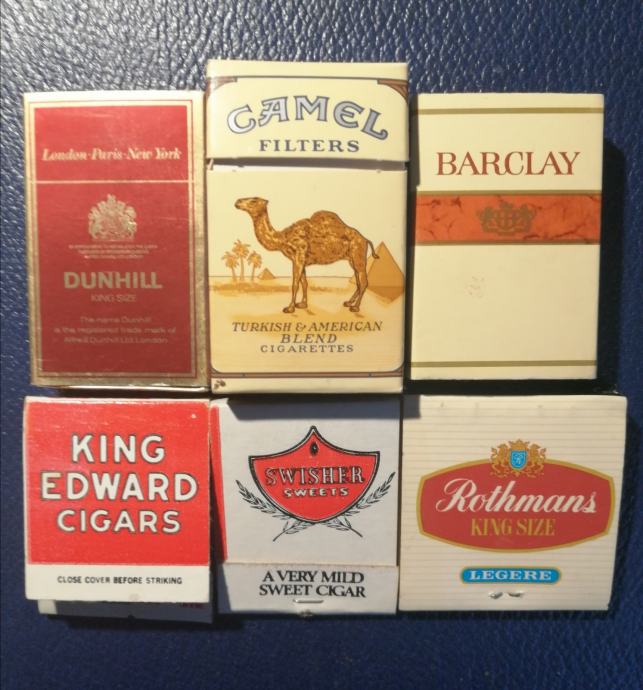 London-Paris-New York
DUNHILL
KING SIZE
The name Dunhill
is the registered trade mark of
Alfred Dunhill Ltd London
CAMEL
FILTERS
TURKISH & AMERICAN
BLEND
CIGARETTES
BARCLAY
KING
EDWARD
CIGARS
CLOSE COVER BEFORE STRIKING
SWISHER
SWEETS
A VERY MILD
SWEET CIGAR
Rothmans
KING SIZE
LEGERE